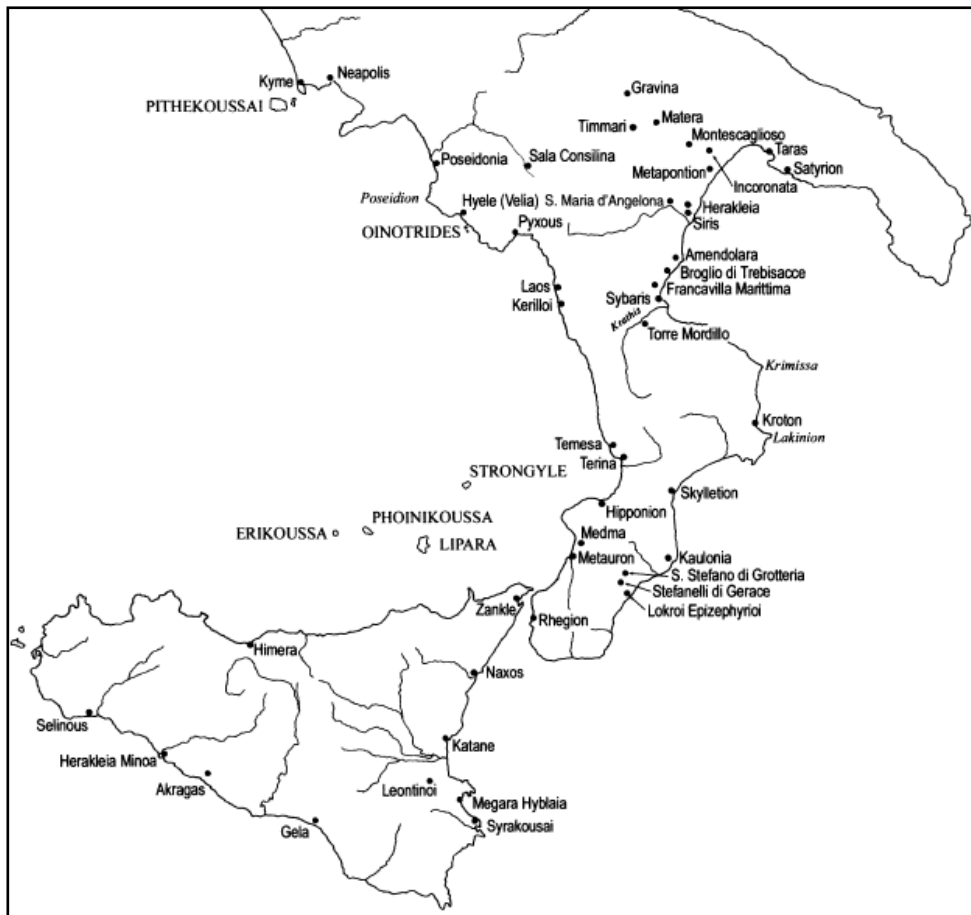 Kyme
Neapolis
PITHEKOUSSAI
Gravina
Timmari
Matera
Montescaglioso
Taras
Poseidonia
Sala Consilina
Metapontion
Satyrion
Incoronata
Poseidion
Hyele (Velia)
S. Maria d'Angelona
Herakleia
Siris
OINOTRIDES
Pyxous
Amendolara
Broglio di Trebisacce
Laos
Francavilla Marittima
Kerilloi
Sybaris
Krathis
Torre Mordillo
Krimissa
Kroton
Lakinion
Temesa
Terina
STRONGYLE
Skylletion
Hipponion
PHOINIKOUSSA
ERIKOUSSA
LIPARA
Medma
Metauron
Kaulonia
S. Stefano di Grotteria
Stefanelli di Gerace
Lokroi Epizephyrioi
Zankle
Rhegion
Himera
Naxos
Selinous
Katane
Herakleia Minoa
Akragas
Leontinoi
Megara Hyblaia
Gela
Syrakousai